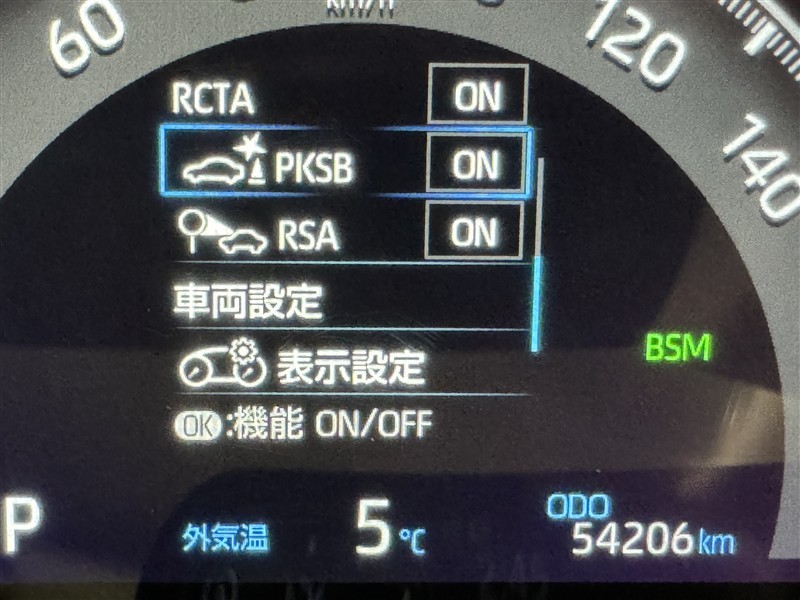 60
km/h
120
140
RCTA ON
PKSB ON
RSA ON
車両設定
表示設定
BSM
OK:機能 ON/OFF
P
外気温 5℃
ODO
54206km